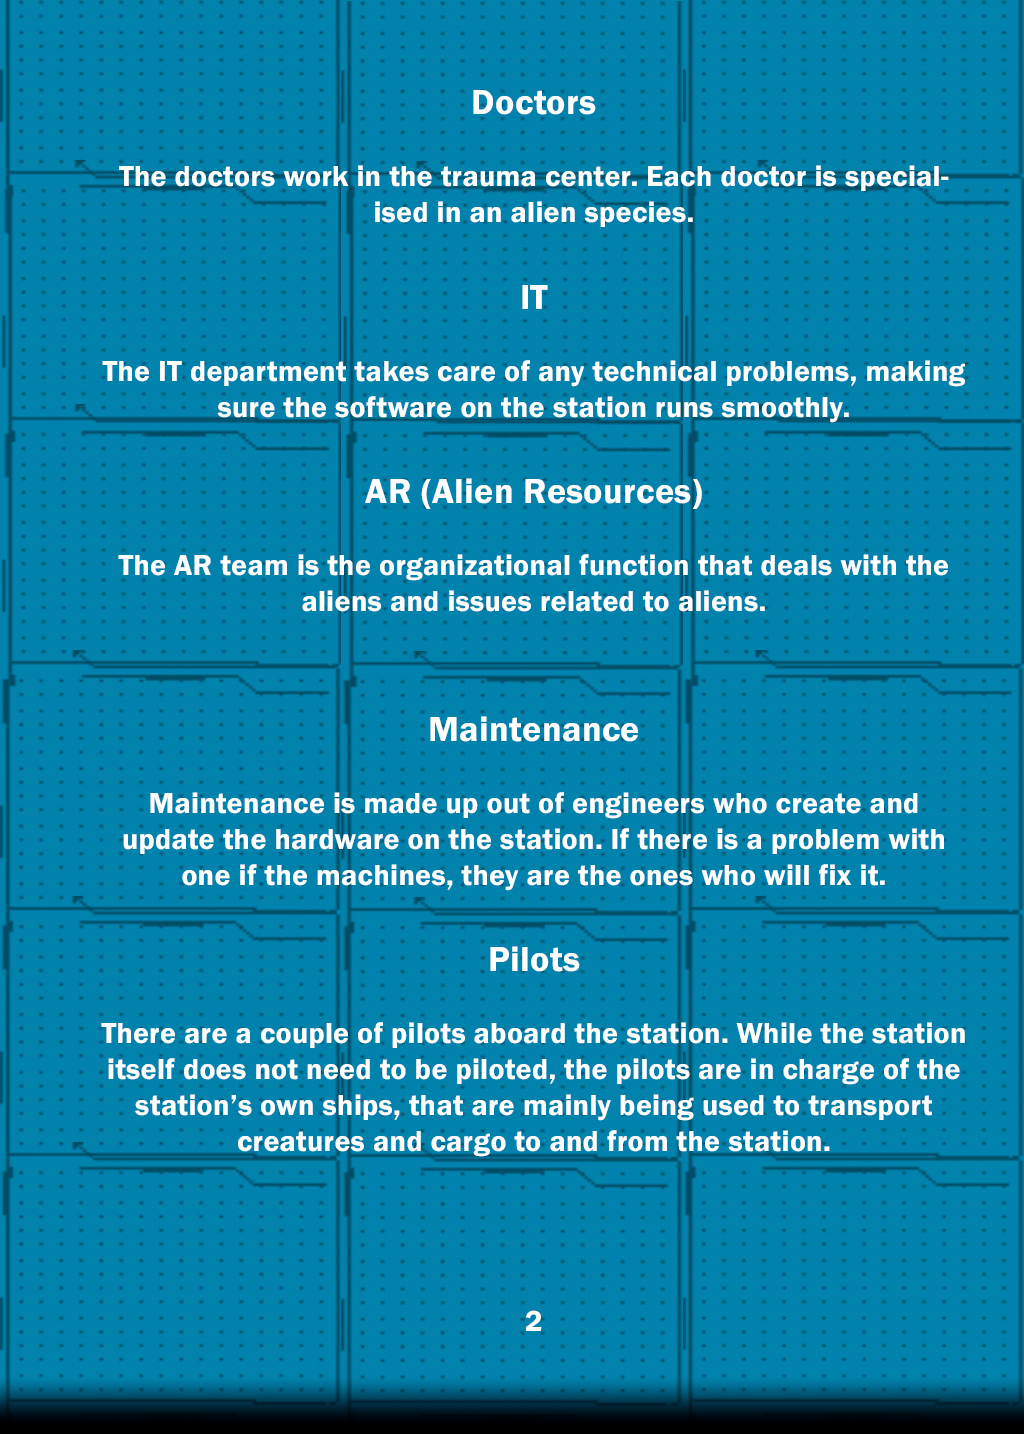 Doctors
The doctors work in the trauma center. Each doctor is special-
ised in an alien species.
IT
The IT department takes care of any technical problems, making
sure the software on the station runs smoothly.
AR (Alien Resources)
The AR team is the organizational function that deals with the
aliens and issues related to aliens.
Maintenance
Maintenance is made up out of engineers who create and
update the hardware on the station. If there is a problem with
one if the machines, they are the ones who will fix it.
Pilots
There are a couple of pilots aboard the station. While the station
itself does not need to be piloted, the pilots are in charge of the
station’s own ships, that are mainly being used to transport
creatures and cargo to and from the station.
2